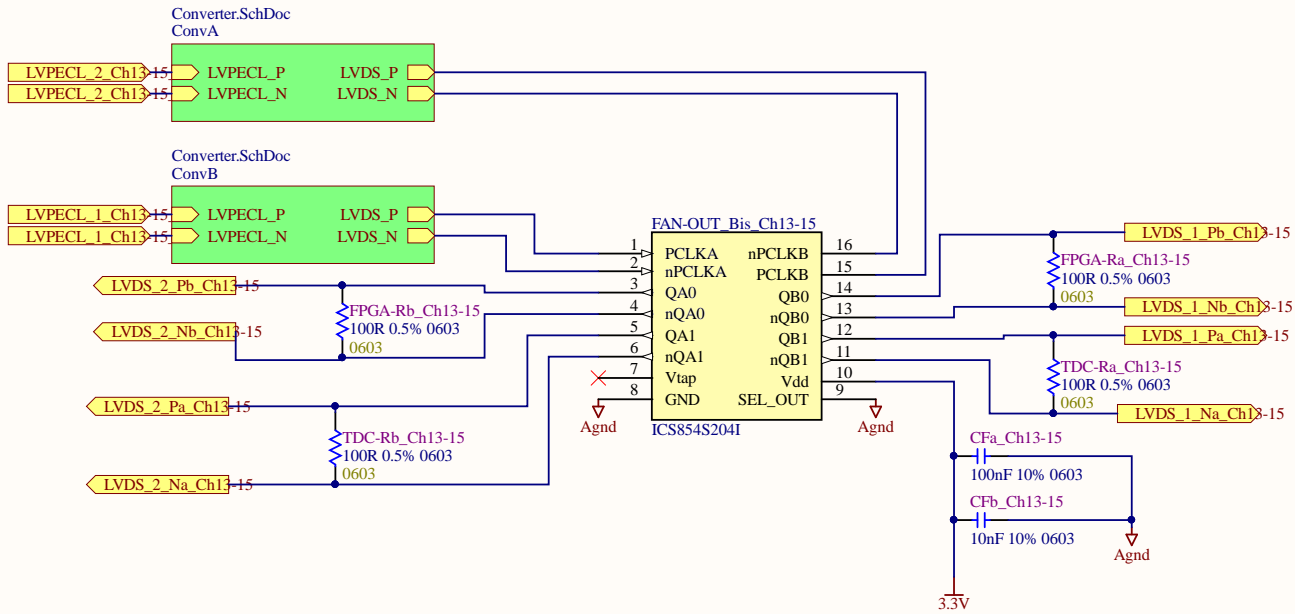 Converter.SchDoc
ConvA
LVPECL_2_Ch13-15
LVPECL_P
LVDS_P
LVPECL_2_Ch13-15
LVPECL_N
LVDS_N
Converter.SchDoc
ConvB
LVPECL_1_Ch13-15
LVPECL_P
LVDS_P
LVPECL_1_Ch13-15
LVPECL_N
LVDS_N
LVDS_2_Pb_Ch13-15
FPGA-Rb_Ch13-15
100R 0.5% 0603
0603
LVDS_2_Nb_Ch13-15
LVDS_2_Pa_Ch13-15
TDC-Rb_Ch13-15
100R 0.5% 0603
0603
LVDS_2_Na_Ch13-15
FAN-OUT_Bis_Ch13-15
1 PCLKA nPCLKB 16
2 nPCLKA PCLKB 15
3 QA0 QB0 14
4 nQA0 nQB0 13
5 QA1 QB1 12
6 nQA1 nQB1 11
7 Vtap Vdd 10
8 GND SEL_OUT 9
ICS854S204I
Agnd
Agnd
LVDS_1_Pb_Ch13-15
FPGA-Ra_Ch13-15
100R 0.5% 0603
0603
LVDS_1_Nb_Ch13-15
LVDS_1_Pa_Ch13-15
TDC-Ra_Ch13-15
100R 0.5% 0603
0603
LVDS_1_Na_Ch13-15
CFa_Ch13-15
100nF 10% 0603
CFb_Ch13-15
10nF 10% 0603
Agnd
3.3V